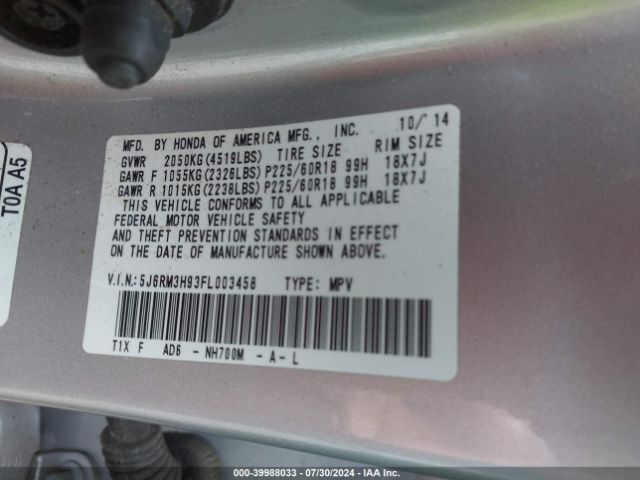 MFD. BY HONDA OF AMERICA MFG., INC. 10/'14
GVWR 2050KG(4519LBS) TIRE SIZE RIM SIZE
GAWR F 1055KG(2326LBS) P225/60R18 99H 18X7J
GAWR R 1015KG(2238LBS) P225/60R18 99H 18X7J
THIS VEHICLE CONFORMS TO ALL APPLICABLE
FEDERAL MOTOR VEHICLE SAFETY
AND THEFT PREVENTION STANDARDS IN EFFECT
ON THE DATE OF MANUFACTURE SHOWN ABOVE.
V.I.N.:5J6RM3H93FL003458 TYPE: MPV
T1X F AD6 - NH700M - A - L
T0A A5
000-39988033 - 07/30/2024 - IAA Inc.